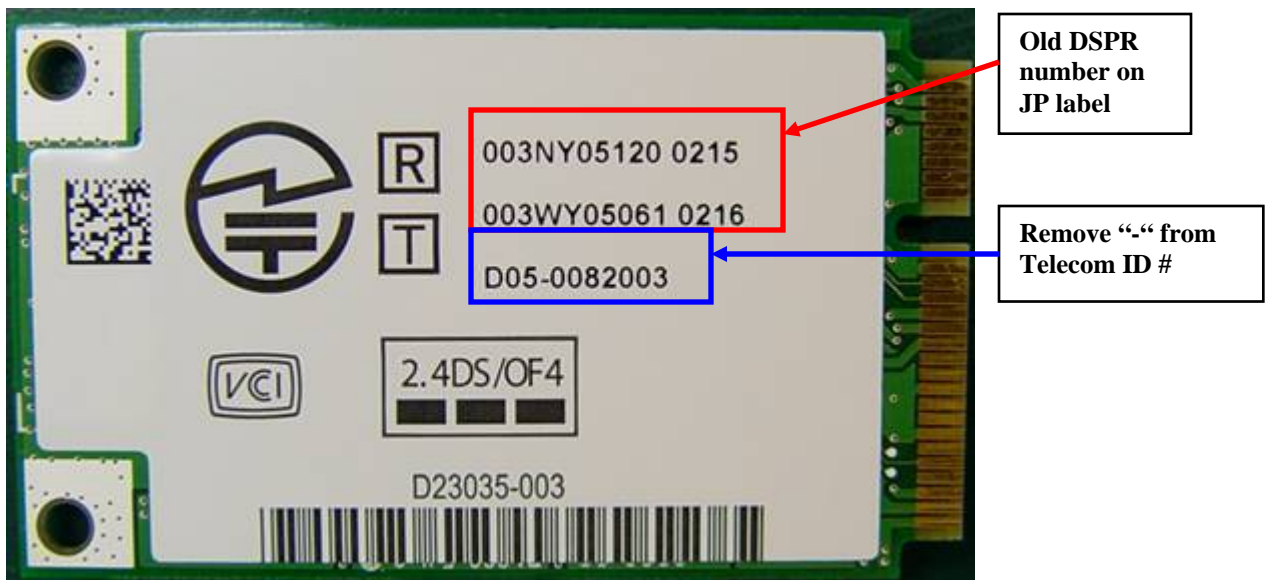 Old DSPR
number on
JP label
R
003NY05120 0215
003WY05061 0216
T
D05-0082003
Remove “-“ from
Telecom ID #
VCI
2.4DS/OF4
D23035-003